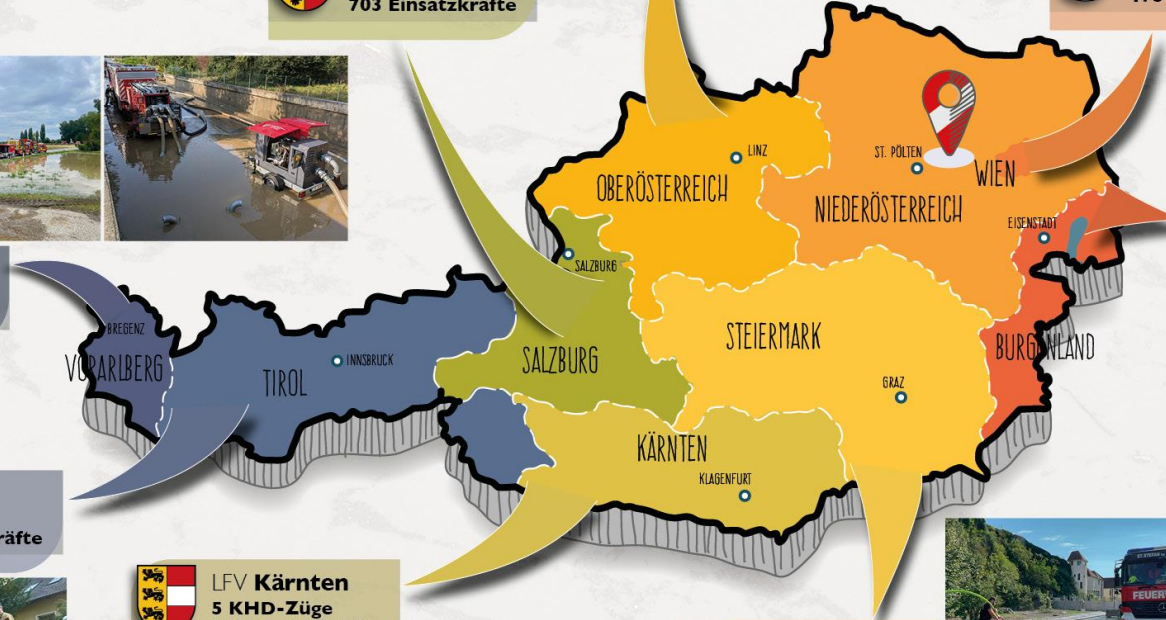 703 Einsatzkräfte
LINZ
ST. PÖLTEN
OBERÖSTERREICH
WIEN
NIEDERÖSTERREICH
EISENSTADT
SALZBURG
BREGENZ
VORARLBERG
INNSBRUCK
TIROL
SALZBURG
STEIERMARK
BURGENLAND
GRAZ
KÄRNTEN
KLAGENFURT
LFV Kärnten
5 KHD-Züge